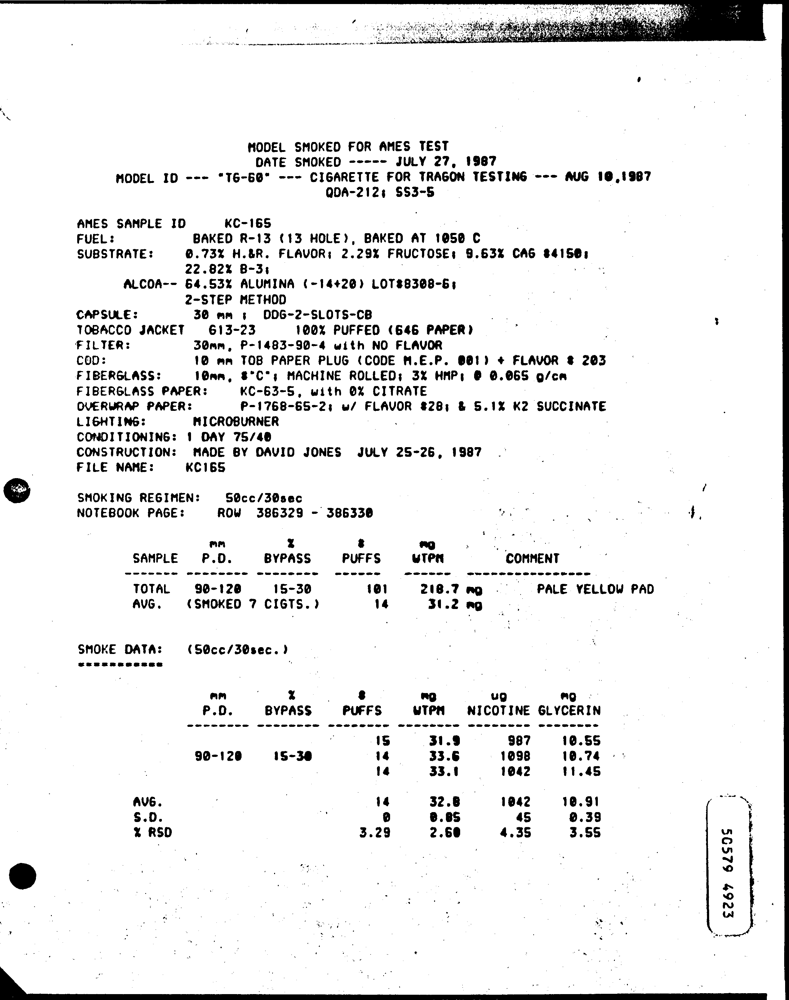 MODEL SMOKED FOR AMES TEST
DATE SMOKED ----- JULY 27, 1987
MODEL ID --- "TG-60" --- CIGARETTE FOR TRAGON TESTING --- AUG 10,1987
QDA-212; SS3-5
AMES SAMPLE ID KC-165
FUEL: BAKED R-13 (13 HOLE), BAKED AT 1050 C
SUBSTRATE: 0.73% H.&R. FLAVOR; 2.29% FRUCTOSE; 9.63% CAG #4150;
22.82% B-3;
ALCOA-- 64.53% ALUMINA (-14+20) LOT#8308-6;
2-STEP METHOD
CAPSULE: 30 mm ; DDG-2-SLOTS-CB
TOBACCO JACKET 613-23 100% PUFFED (646 PAPER)
FILTER: 30mm, P-1483-90-4 with NO FLAVOR
COD: 10 mm TOB PAPER PLUG (CODE M.E.P. 001) + FLAVOR # 203
FIBERGLASS: 10mm, #"C"; MACHINE ROLLED; 3% HMP; @ 0.065 g/cm
FIBERGLASS PAPER: KC-63-5, with 0% CITRATE
OVERWRAP PAPER: P-1768-65-2; w/ FLAVOR #28; & 5.1% K2 SUCCINATE
LIGHTING: MICROBURNER
CONDITIONING: 1 DAY 75/40
CONSTRUCTION: MADE BY DAVID JONES JULY 25-26, 1987
FILE NAME: KC165
SMOKING REGIMEN: 50cc/30sec
NOTEBOOK PAGE: ROW 386329 - 386330
mm % # mg
SAMPLE P.D. BYPASS PUFFS WTPM COMMENT
------- ------- -------- ------ ------- -----------------
TOTAL 90-120 15-30 101 218.7 mg PALE YELLOW PAD
AVG. (SMOKED 7 CIGTS.) 14 31.2 mg
SMOKE DATA: (50cc/30sec.)
-----------
mm % # mg ug mg
P.D. BYPASS PUFFS WTPM NICOTINE GLYCERIN
-------- -------- ------- ------- -------- --------
15 31.9 987 10.55
90-120 15-30 14 33.6 1098 10.74
14 33.1 1042 11.45
AVG. 14 32.8 1042 10.91
S.D. 0 0.85 45 0.39
% RSD 3.29 2.60 4.35 3.55
50579 4923